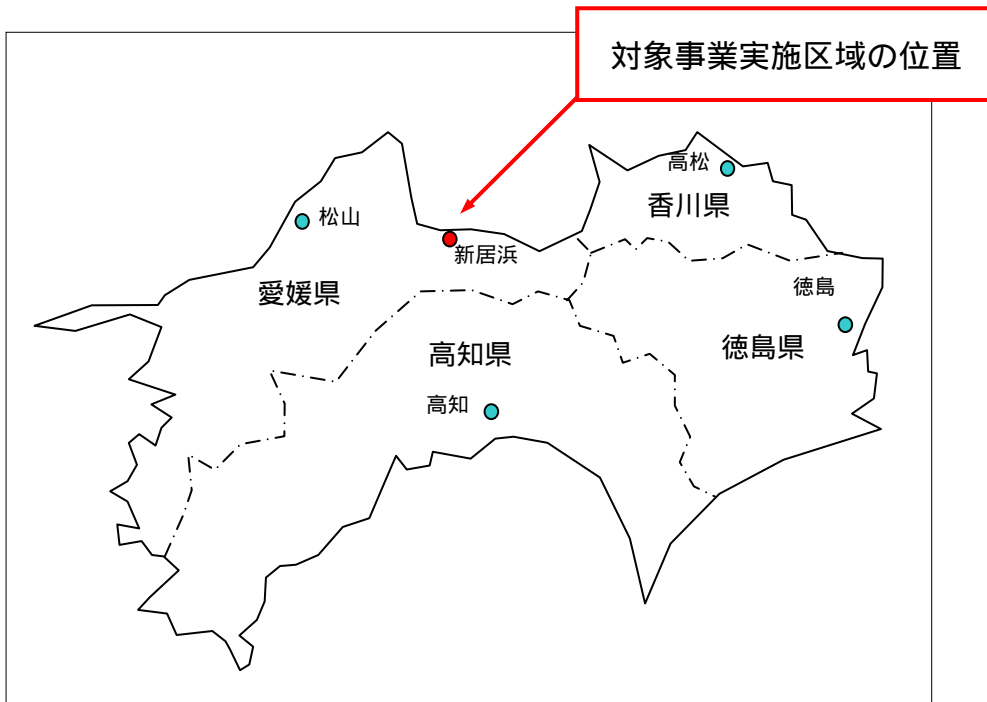 対象事業実施区域の位置
高松
香川県
松山
新居浜
愛媛県
徳島
徳島県
高知県
高知